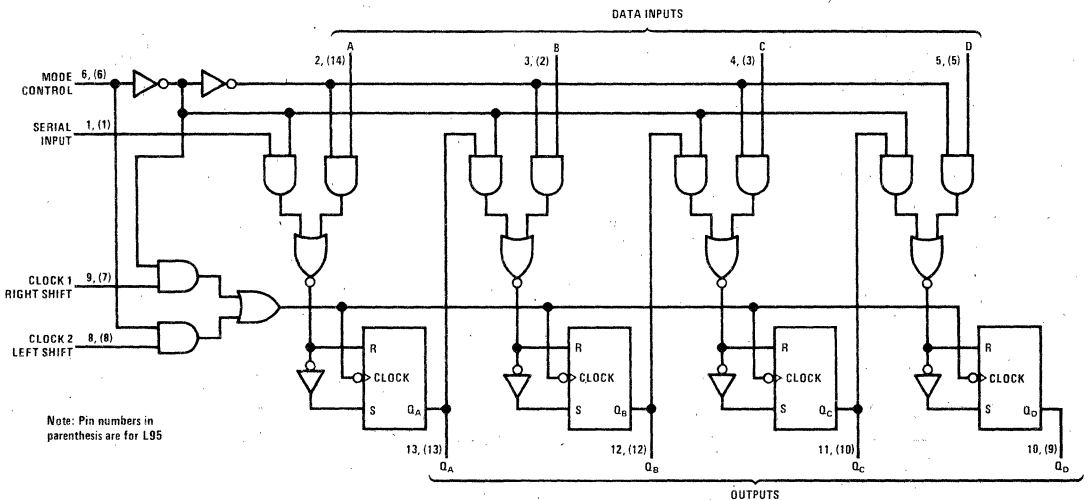 DATA INPUTS
A
B
C
D
2, (14)
3, (2)
4, (3)
5, (5)
MODE
CONTROL
6, (6)
SERIAL
INPUT
1, (1)
CLOCK 1
RIGHT SHIFT
9, (7)
CLOCK 2
LEFT SHIFT
8, (8)
R
CLOCK
S
QA
R
CLOCK
S
QB
R
CLOCK
S
QC
R
CLOCK
S
QD
Note: Pin numbers in
parenthesis are for L95
13, (13)
QA
12, (12)
QB
11, (10)
QC
10, (9)
QD
OUTPUTS